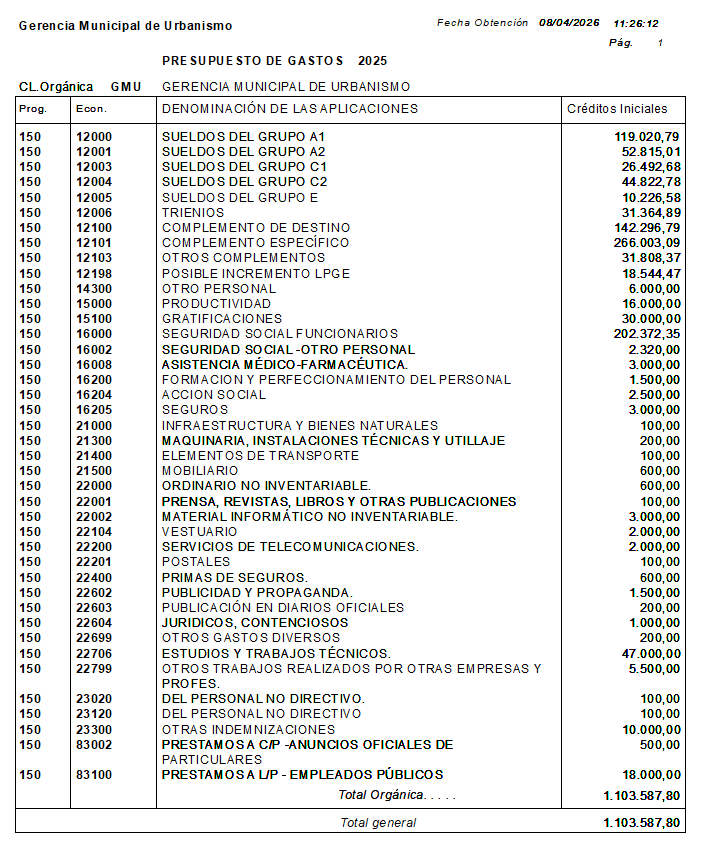 Gerencia Municipal de Urbanismo Fecha Obtención 08/04/2026 11:26:12
Pág. 1
PRESUPUESTO DE GASTOS 2025
CL.Orgánica GMU GERENCIA MUNICIPAL DE URBANISMO
Prog. Econ. DENOMINACIÓN DE LAS APLICACIONES Créditos Iniciales
150 12000 SUELDOS DEL GRUPO A1 119.020,79
150 12001 SUELDOS DEL GRUPO A2 52.815,01
150 12003 SUELDOS DEL GRUPO C1 26.492,68
150 12004 SUELDOS DEL GRUPO C2 44.822,78
150 12005 SUELDOS DEL GRUPO E 10.226,58
150 12006 TRIENIOS 31.364,89
150 12100 COMPLEMENTO DE DESTINO 142.296,79
150 12101 COMPLEMENTO ESPECÍFICO 266.003,09
150 12103 OTROS COMPLEMENTOS 31.808,37
150 12198 POSIBLE INCREMENTO LPGE 18.544,47
150 14300 OTRO PERSONAL 6.000,00
150 15000 PRODUCTIVIDAD 16.000,00
150 15100 GRATIFICACIONES 30.000,00
150 16000 SEGURIDAD SOCIAL FUNCIONARIOS 202.372,35
150 16002 SEGURIDAD SOCIAL -OTRO PERSONAL 2.320,00
150 16008 ASISTENCIA MÉDICO-FARMACÉUTICA. 3.000,00
150 16200 FORMACION Y PERFECCIONAMIENTO DEL PERSONAL 1.500,00
150 16204 ACCION SOCIAL 2.500,00
150 16205 SEGUROS 3.000,00
150 21000 INFRAESTRUCTURA Y BIENES NATURALES 100,00
150 21300 MAQUINARIA, INSTALACIONES TÉCNICAS Y UTILLAJE 200,00
150 21400 ELEMENTOS DE TRANSPORTE 100,00
150 21500 MOBILIARIO 600,00
150 22000 ORDINARIO NO INVENTARIABLE. 600,00
150 22001 PRENSA, REVISTAS, LIBROS Y OTRAS PUBLICACIONES 100,00
150 22002 MATERIAL INFORMÁTICO NO INVENTARIABLE. 3.000,00
150 22104 VESTUARIO 2.000,00
150 22200 SERVICIOS DE TELECOMUNICACIONES. 2.000,00
150 22201 POSTALES 100,00
150 22400 PRIMAS DE SEGUROS. 600,00
150 22602 PUBLICIDAD Y PROPAGANDA. 1.500,00
150 22603 PUBLICACIÓN EN DIARIOS OFICIALES 200,00
150 22604 JURIDICOS, CONTENCIOSOS 1.000,00
150 22699 OTROS GASTOS DIVERSOS 200,00
150 22706 ESTUDIOS Y TRABAJOS TÉCNICOS. 47.000,00
150 22799 OTROS TRABAJOS REALIZADOS POR OTRAS EMPRESAS Y 5.500,00
PROFES.
150 23020 DEL PERSONAL NO DIRECTIVO. 100,00
150 23120 DEL PERSONAL NO DIRECTIVO 100,00
150 23300 OTRAS INDEMNIZACIONES 10.000,00
150 83002 PRESTAMOS A C/P -ANUNCIOS OFICIALES DE 500,00
PARTICULARES
150 83100 PRESTAMOS A L/P - EMPLEADOS PÚBLICOS 18.000,00
Total Orgánica. . . . . 1.103.587,80
Total general 1.103.587,80